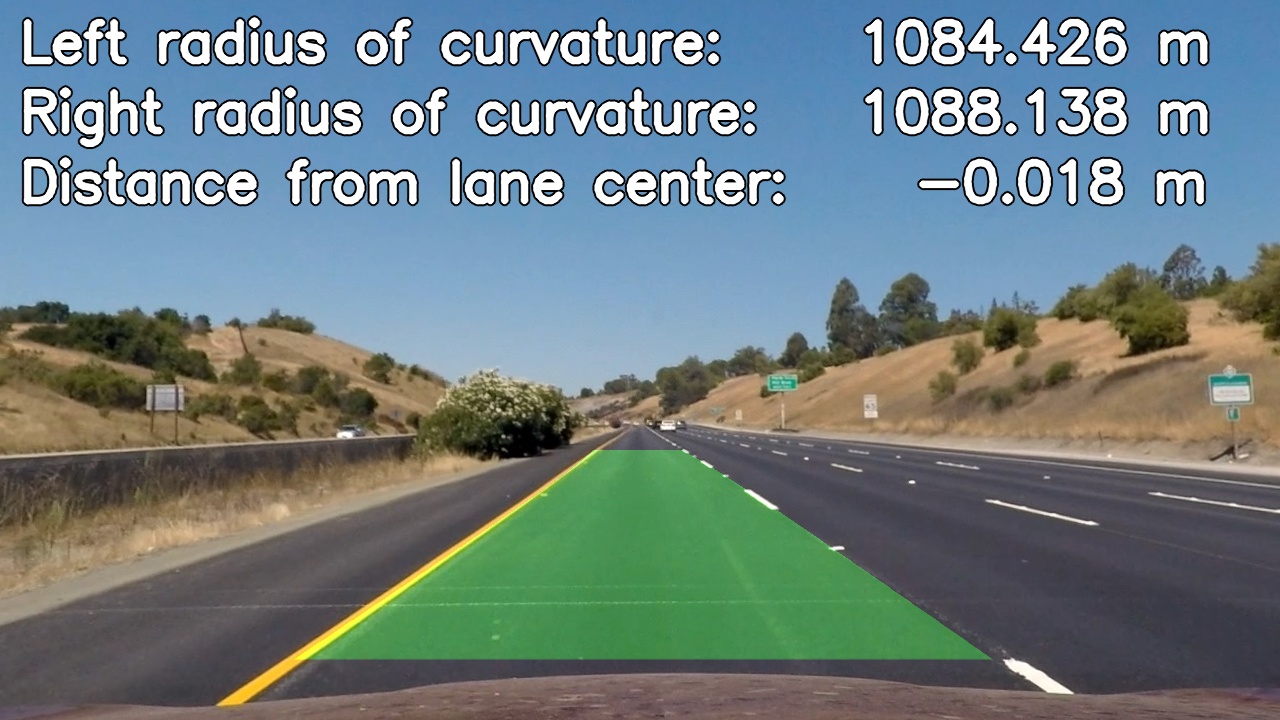 Left radius of curvature: 1084.426 m
Right radius of curvature: 1088.138 m
Distance from lane center: -0.018 m